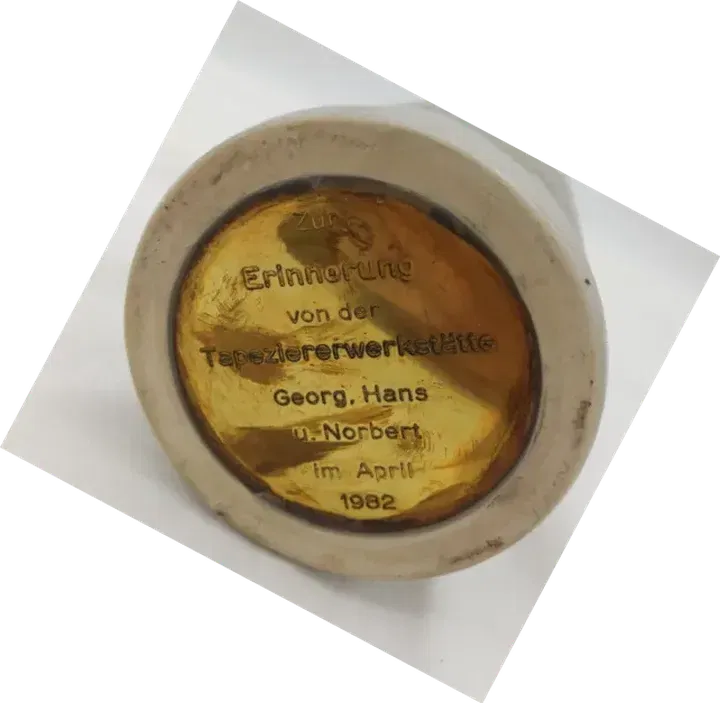 Zur
Erinnerung
von der
Tapeziererwerkstätte
Georg, Hans
u. Norbert
im April
1982